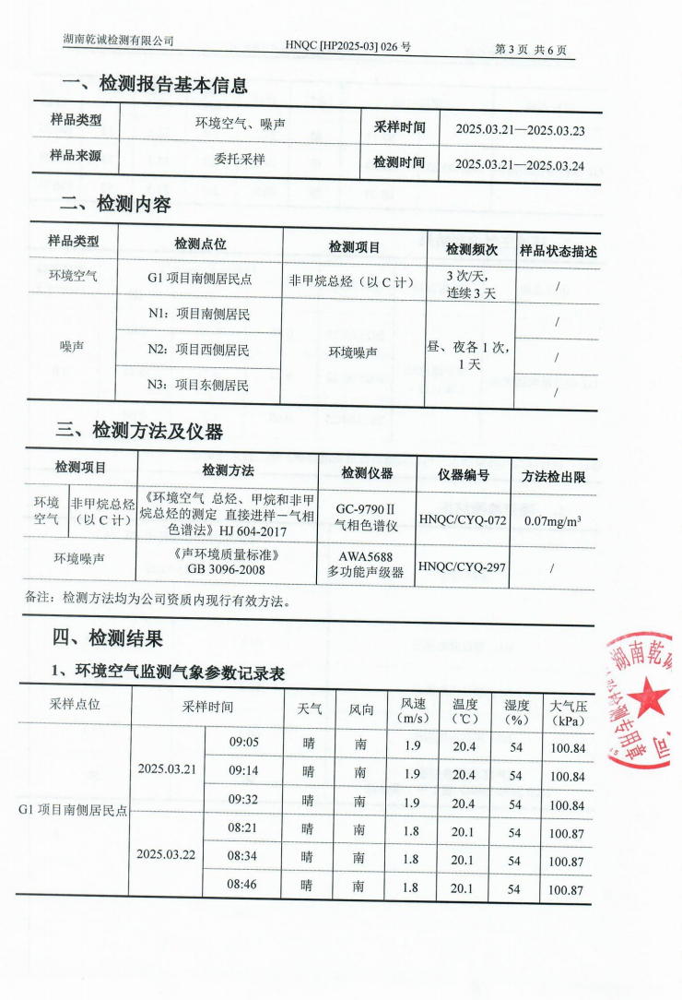 湖南乾诚检测有限公司 HNQC [HP2025-03] 026 号 第 3 页 共 6 页
一、检测报告基本信息
样品类型 环境空气、噪声 采样时间 2025.03.21—2025.03.23
样品来源 委托采样 检测时间 2025.03.21—2025.03.24
二、检测内容
样品类型 检测点位 检测项目 检测频次 样品状态描述
环境空气 G1 项目南侧居民点 非甲烷总烃（以 C 计） 3 次/天，
连续 3 天 /
噪声 N1：项目南侧居民 环境噪声 昼、夜各 1 次，
1 天 /
N2：项目西侧居民 /
N3：项目东侧居民 /
三、检测方法及仪器
检测项目 检测方法 检测仪器 仪器编号 方法检出限
环境
空气
非甲烷总烃
（以 C 计）
《环境空气 总烃、甲烷和非甲
烷总烃的测定 直接进样－气相
色谱法》HJ 604-2017
GC-9790Ⅱ
气相色谱仪
HNQC/CYQ-072 0.07mg/m³
环境噪声
《声环境质量标准》
GB 3096-2008
AWA5688
多功能声级器
HNQC/CYQ-297 /
备注：检测方法均为公司资质内现行有效方法。
四、检测结果
1、环境空气监测气象参数记录表
采样点位 采样时间 天气 风向 风速
（m/s） 温度
（℃） 湿度
（%） 大气压
（kPa）
G1 项目南侧居民点
2025.03.21
09:05 晴 南 1.9 20.4 54 100.84
09:14 晴 南 1.9 20.4 54 100.84
09:32 晴 南 1.9 20.4 54 100.84
2025.03.22
08:21 晴 南 1.8 20.1 54 100.87
08:34 晴 南 1.8 20.1 54 100.87
08:46 晴 南 1.8 20.1 54 100.87
湖南乾诚
检测专用章
司